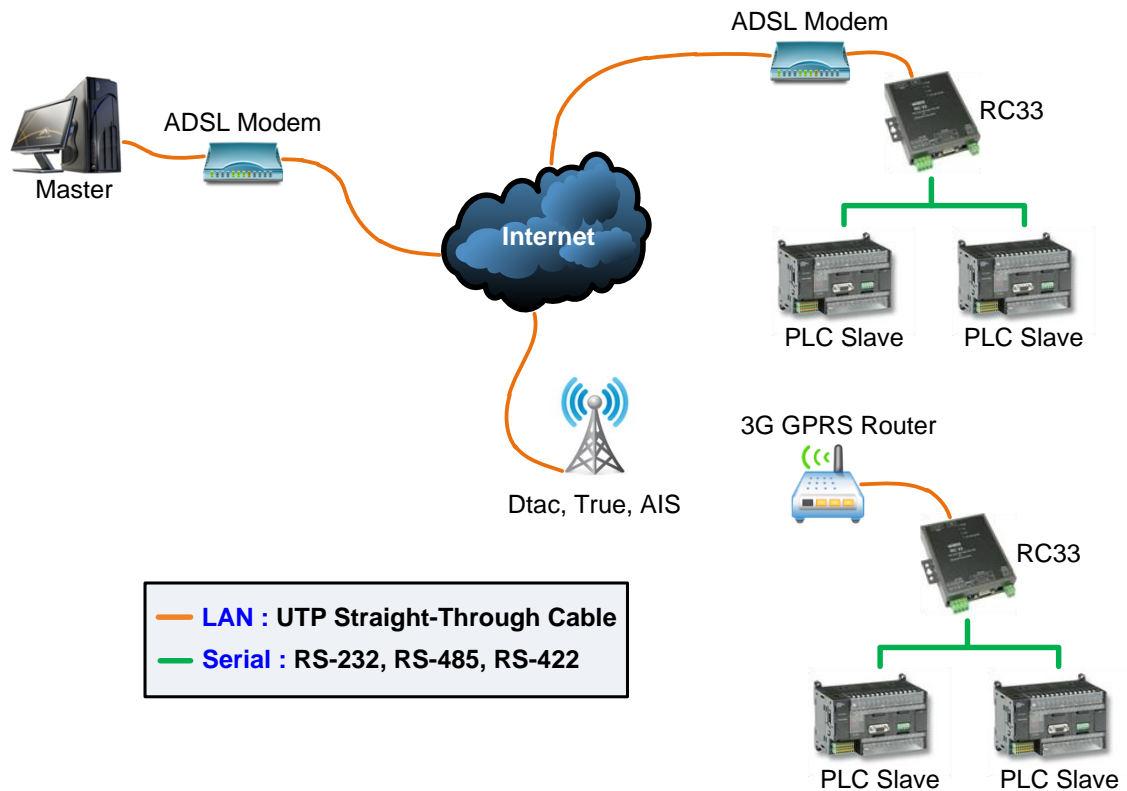 ADSL Modem
RC33
ADSL Modem
Master
Internet
PLC Slave
PLC Slave
3G GPRS Router
Dtac, True, AIS
RC33
LAN : UTP Straight-Through Cable
Serial : RS-232, RS-485, RS-422
PLC Slave
PLC Slave